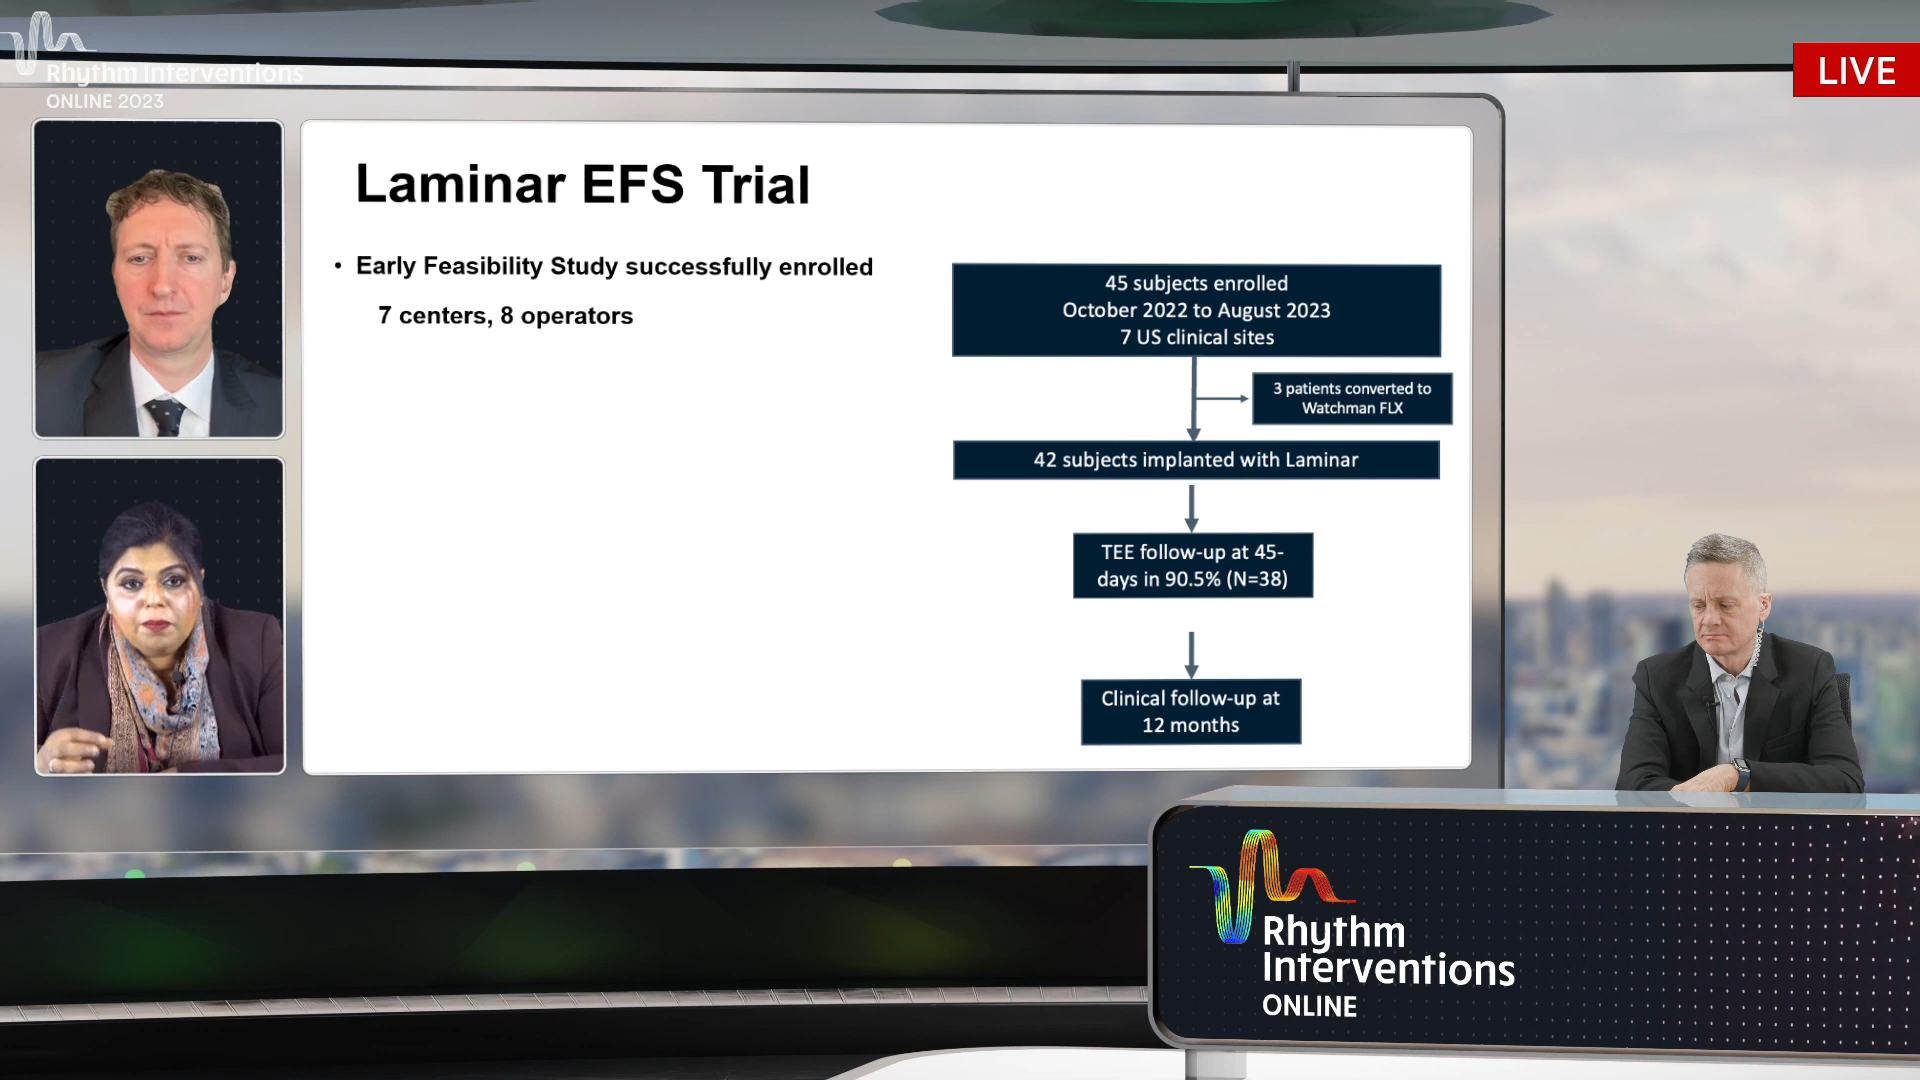 Rhythm Interventions
ONLINE 2023
LIVE
Laminar EFS Trial
• Early Feasibility Study successfully enrolled
7 centers, 8 operators
45 subjects enrolled
October 2022 to August 2023
7 US clinical sites
3 patients converted to
Watchman FLX
42 subjects implanted with Laminar
TEE follow-up at 45-
days in 90.5% (N=38)
Clinical follow-up at
12 months
Rhythm
Interventions
ONLINE